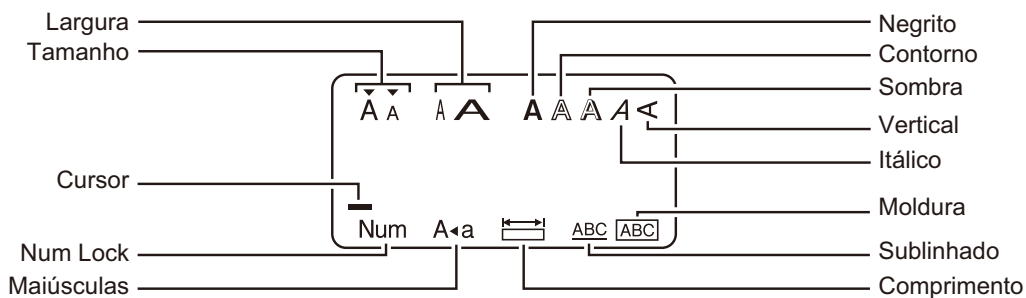 Largura
Tamanho
Negrito
Contorno
Sombra
Vertical
Itálico
A A A A A A A A A
Cursor
Num A◂a ABC ABC
Moldura
Num Lock
Maiúsculas
Sublinhado
Comprimento